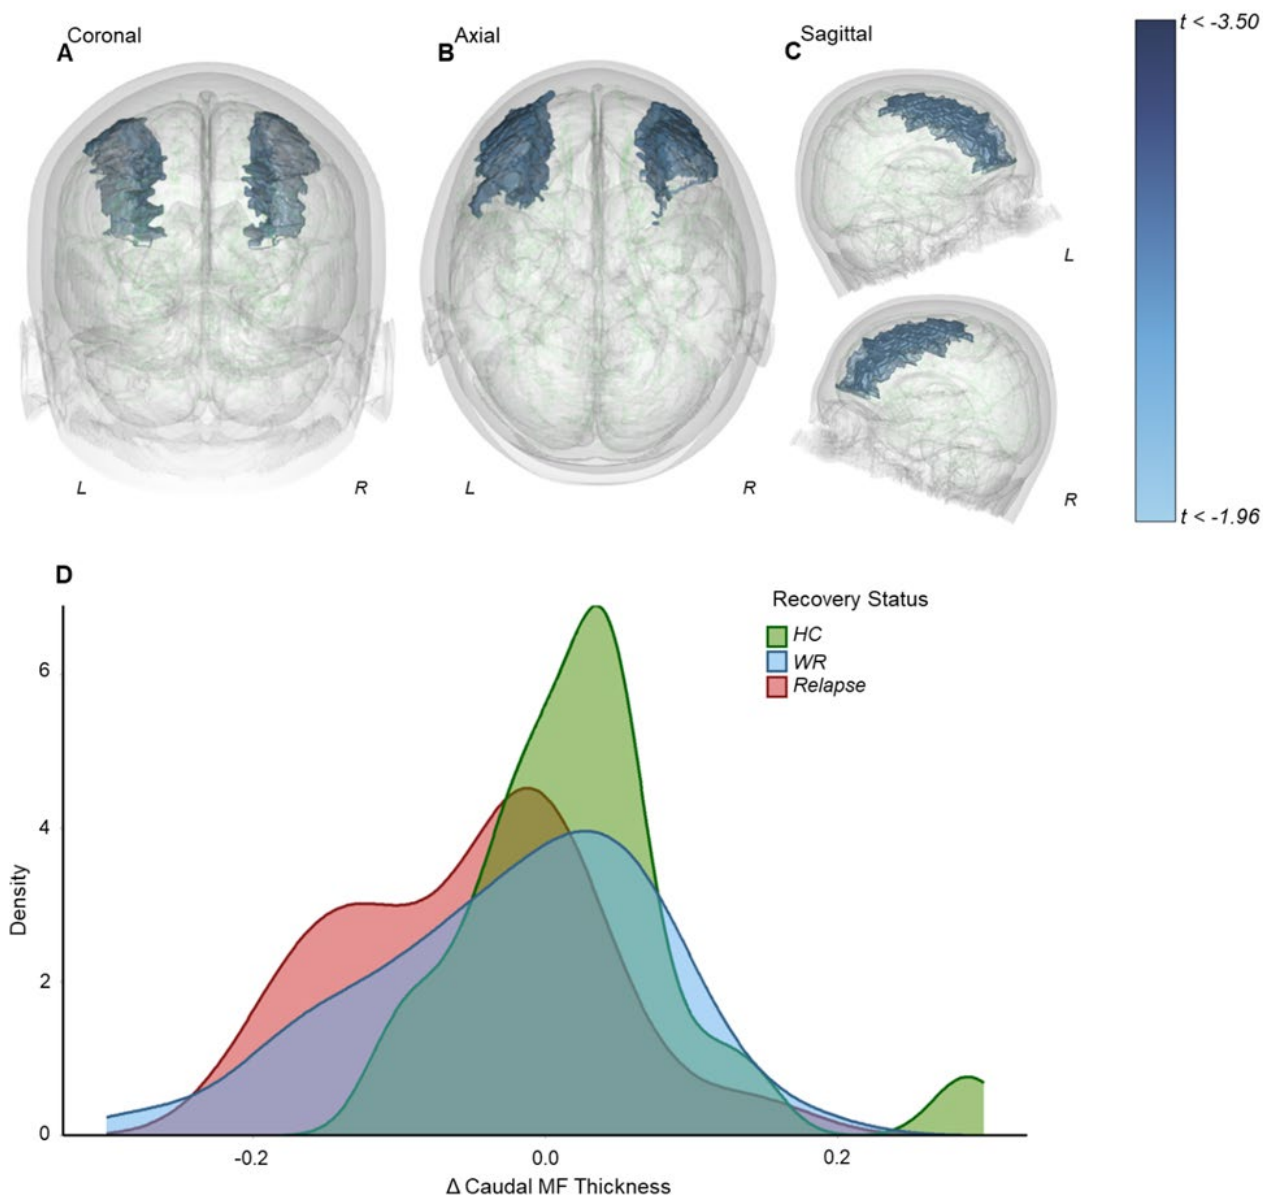 A Coronal
B Axial
C Sagittal
t < -3.50
L
L R
L R
R
t < -1.96
D
Recovery Status
HC
WR
Relapse
6
4
2
0
Density
-0.2 0.0 0.2
Δ Caudal MF Thickness